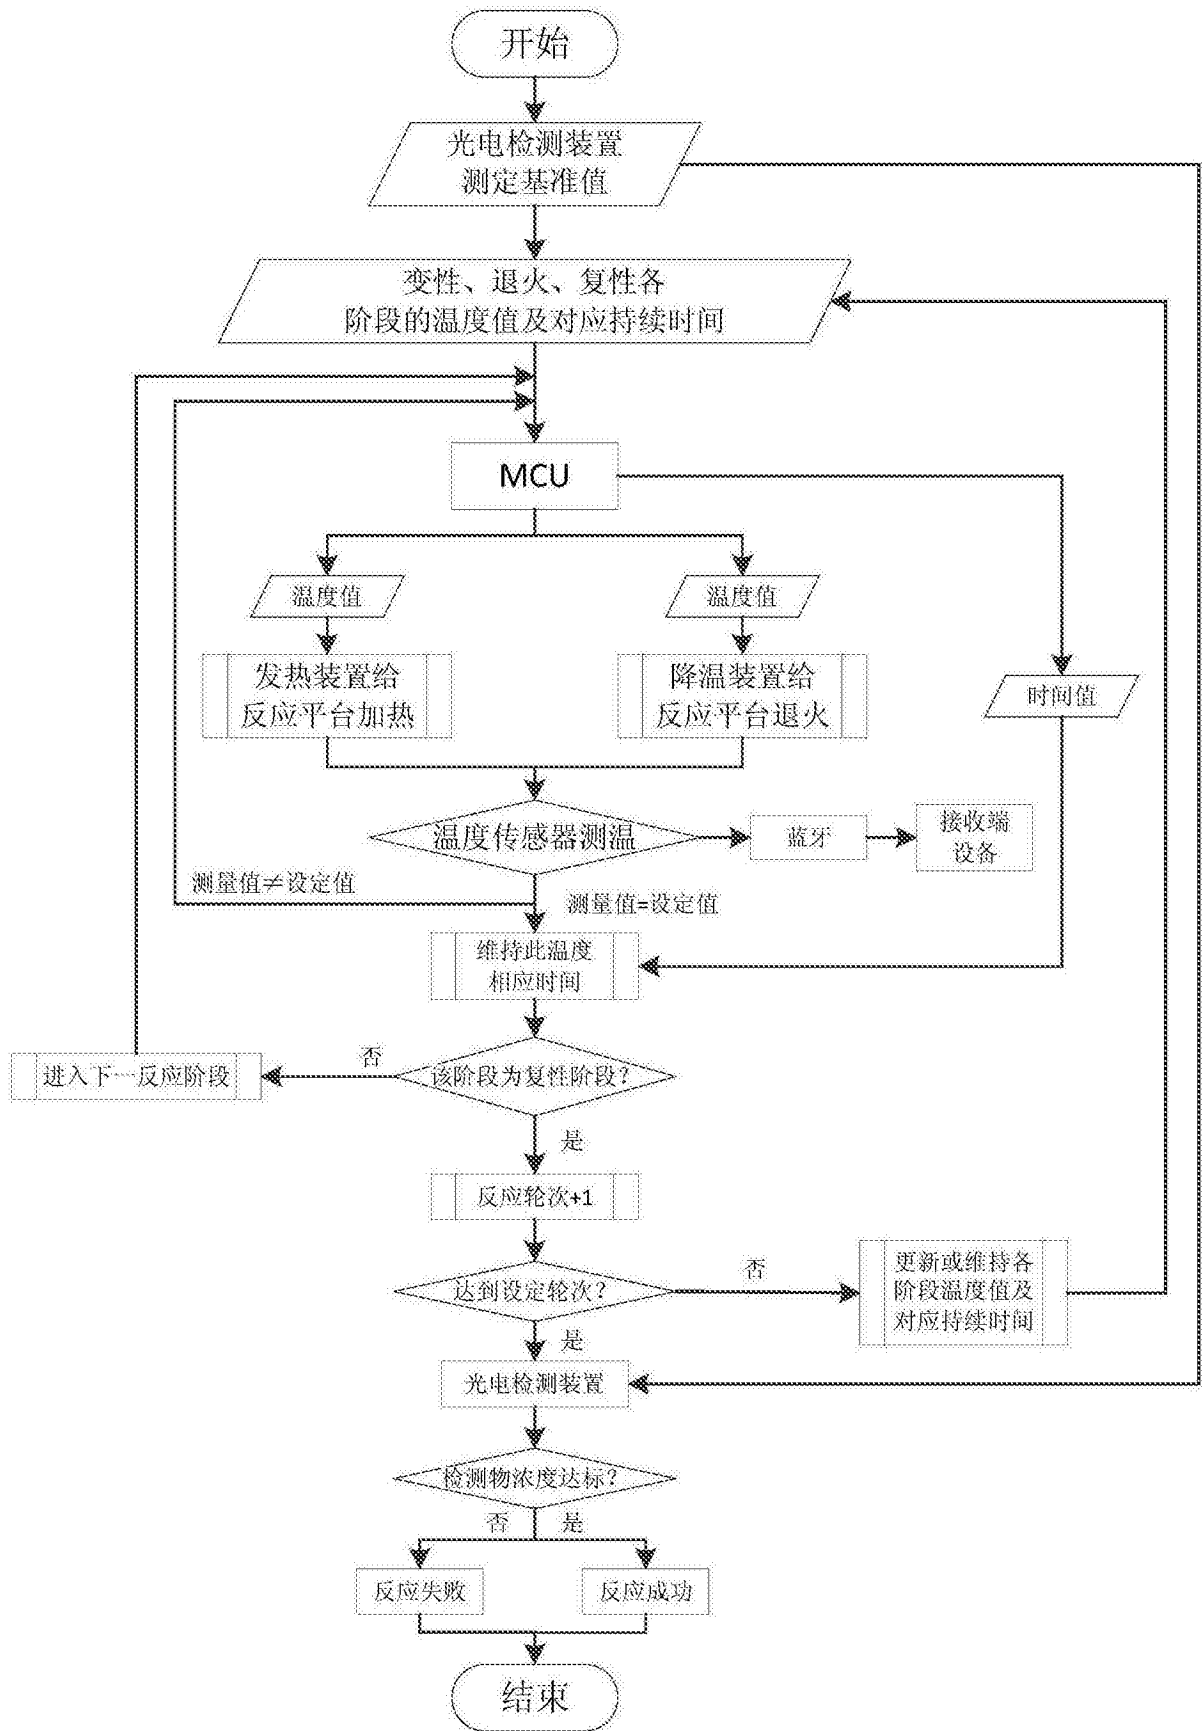 开始
光电检测装置
测定基准值
变性、退火、复性各
阶段的温度值及对应持续时间
MCU
温度值
温度值
发热装置给
反应平台加热
降温装置给
反应平台退火
时间值
温度传感器测温
蓝牙
接收端
设备
测量值≠设定值
测量值=设定值
维持此温度
相应时间
否
进入下一反应阶段
该阶段为复性阶段？
是
反应轮次+1
达到设定轮次？
否
更新或维持各
阶段温度值及
对应持续时间
是
光电检测装置
检测物浓度达标？
否
是
反应失败
反应成功
结束